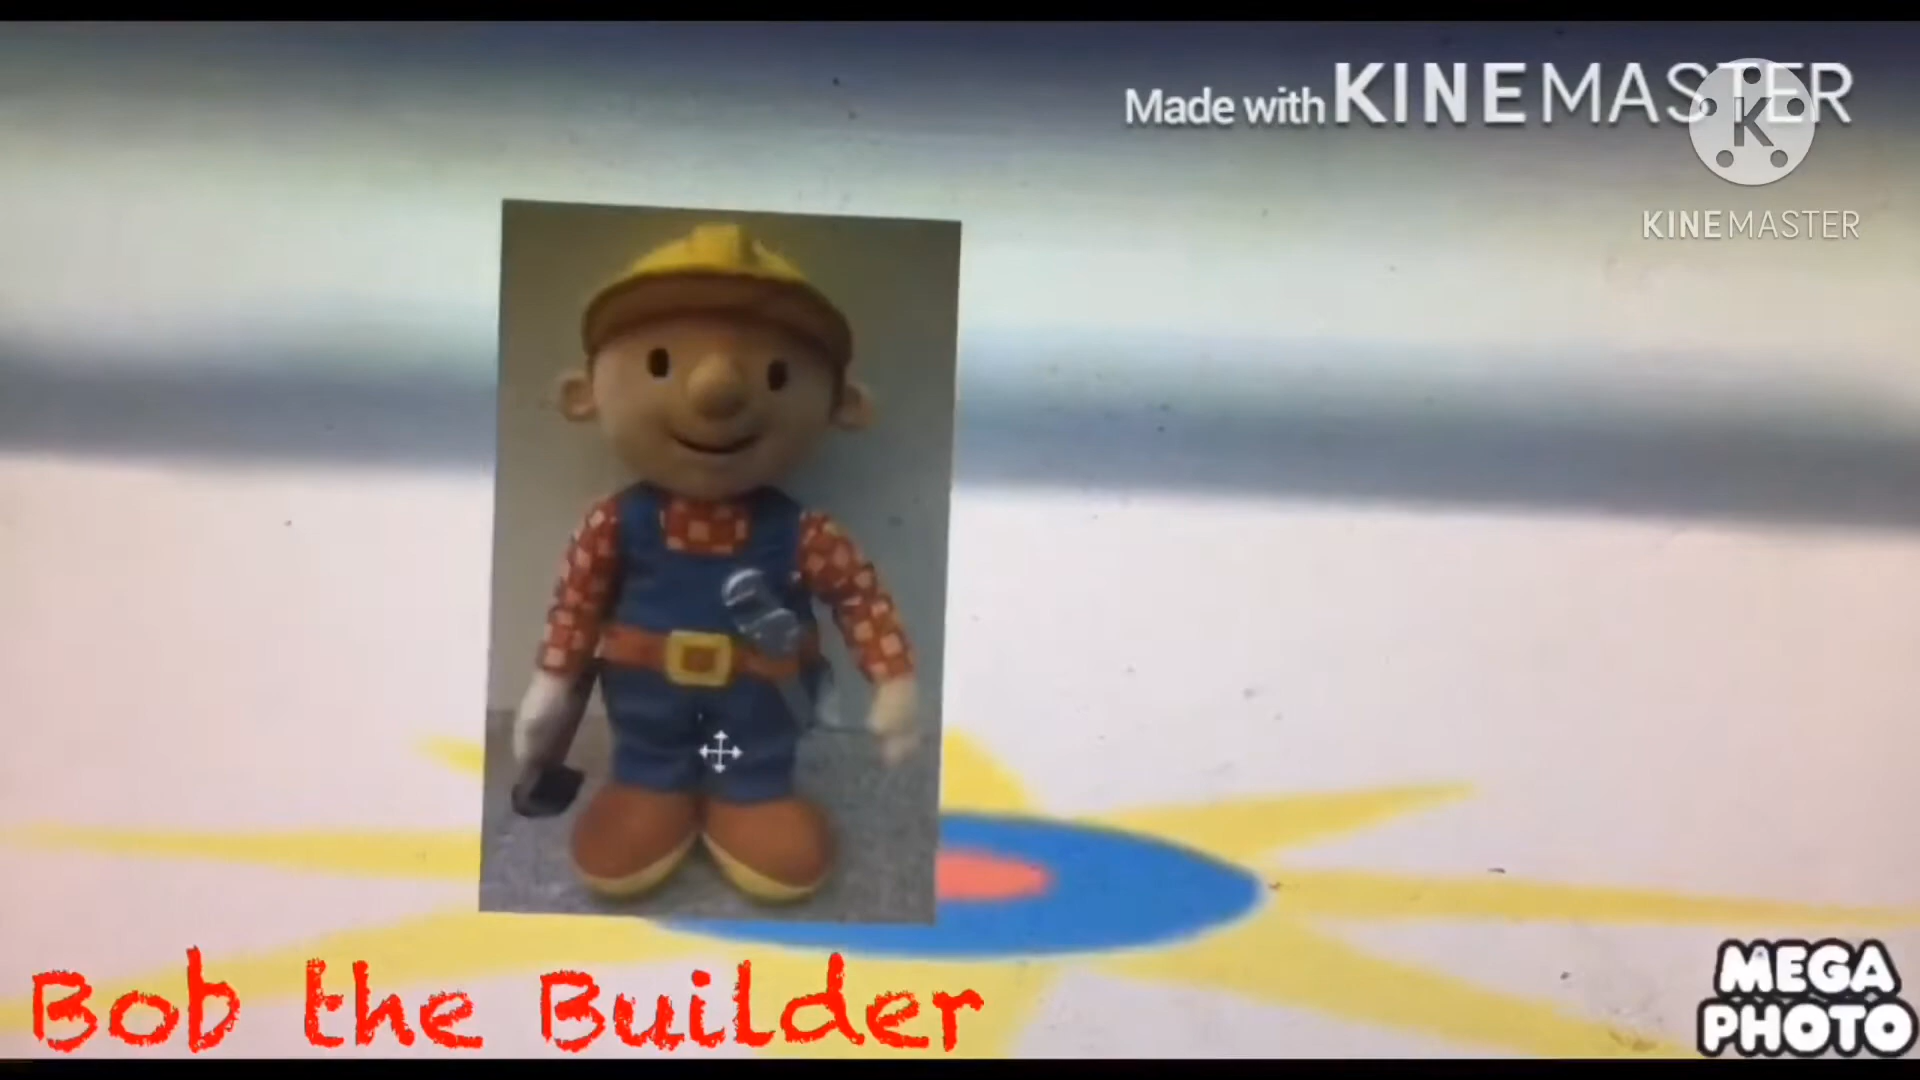 Made with KINEMASTER
K
KINEMASTER
Bob the Builder
MEGA
PHOTO